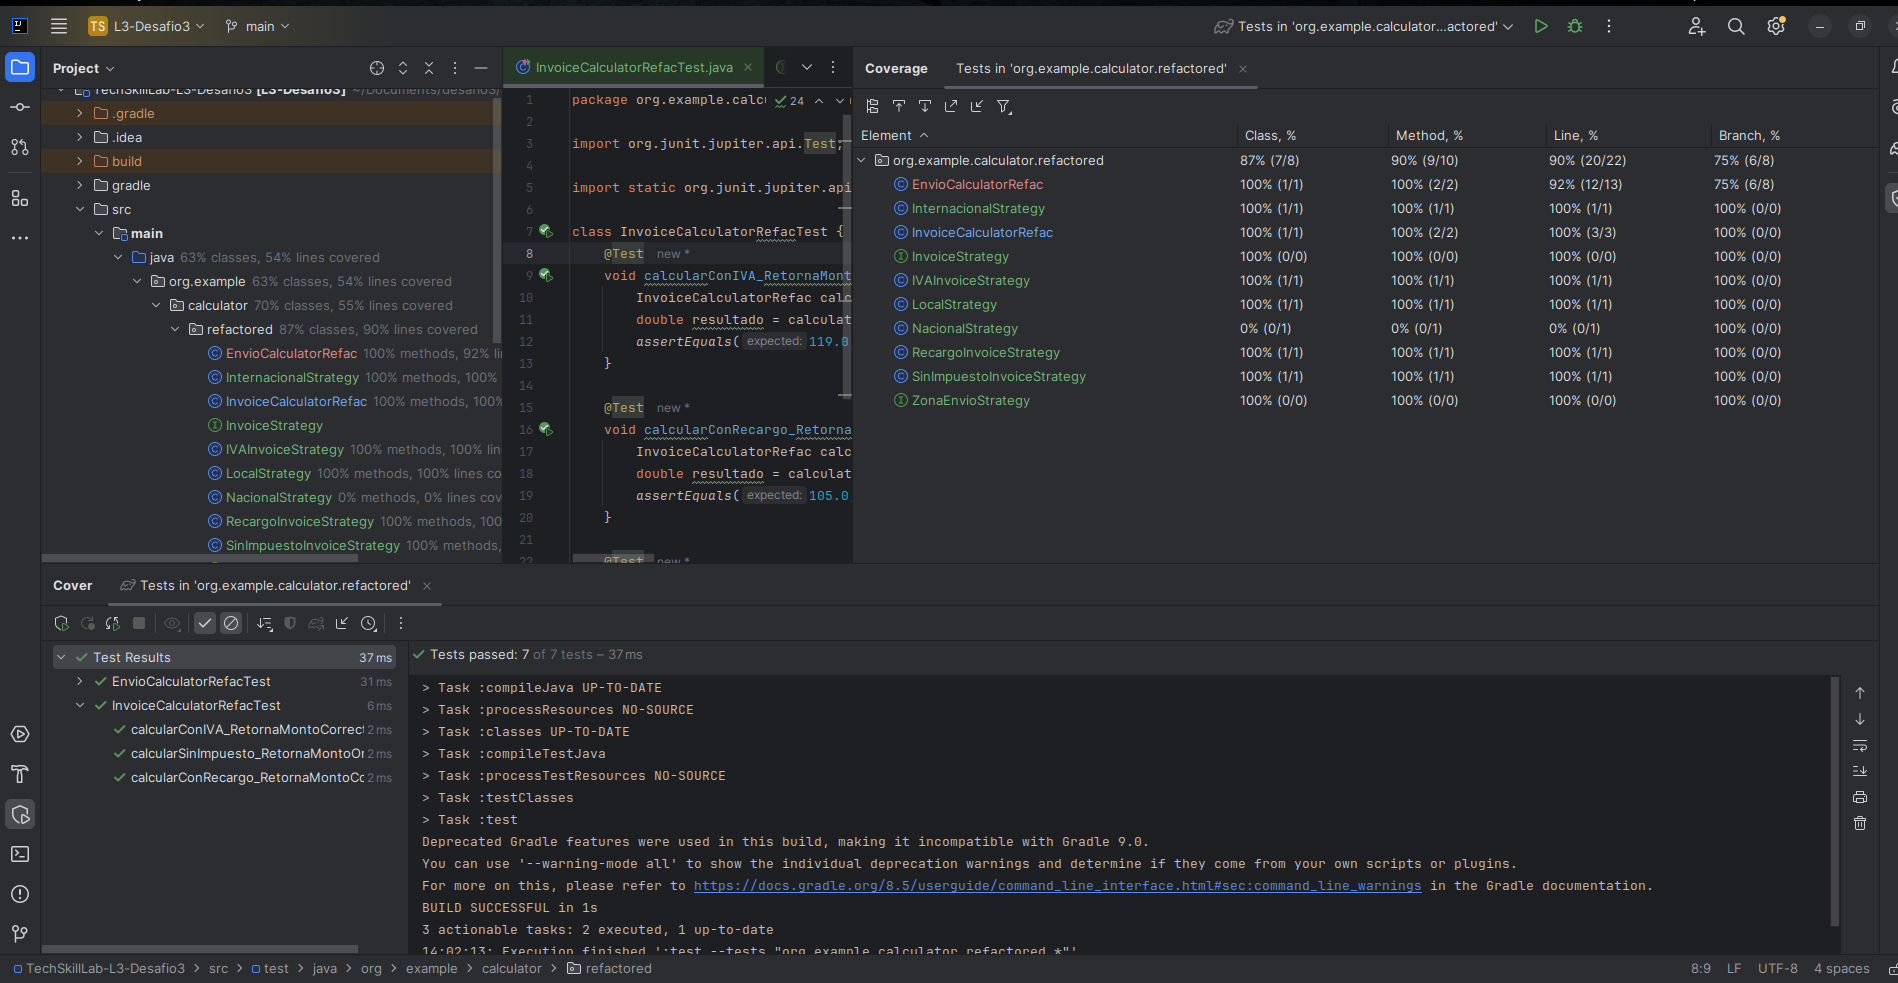 TS L3-Desafio3 main Tests in 'org.example.calculator...actored'
Project
TechSkillLab-L3-Desafio3 [L3-Desafio3] ~/Documents/desafio3/
.gradle
.idea
build
gradle
src
main
java 63% classes, 54% lines covered
org.example 63% classes, 54% lines covered
calculator 70% classes, 55% lines covered
refactored 87% classes, 90% lines covered
EnvioCalculatorRefac 100% methods, 92% li
InternacionalStrategy 100% methods, 100%
InvoiceCalculatorRefac 100% methods, 100%
InvoiceStrategy
IVAInvoiceStrategy 100% methods, 100% lin
LocalStrategy 100% methods, 100% lines co
NacionalStrategy 0% methods, 0% lines cov
RecargoInvoiceStrategy 100% methods, 100
SinImpuestoInvoiceStrategy 100% methods,
InvoiceCalculatorRefacTest.java
24
1 package org.example.calcu
2
3 import org.junit.jupiter.api.Test;
4
5 import static org.junit.jupiter.api
6
7 class InvoiceCalculatorRefacTest {
8 @Test new *
9 void calcularConIVA_RetornaMont
10 InvoiceCalculatorRefac calc
11 double resultado = calculat
12 assertEquals( expected: 119.0
13 }
14
15 @Test new *
16 void calcularConRecargo_Retorna
17 InvoiceCalculatorRefac calc
18 double resultado = calculat
19 assertEquals( expected: 105.0
20 }
21
22 @Test new *
Coverage Tests in 'org.example.calculator.refactored'
Element Class, % Method, % Line, % Branch, %
org.example.calculator.refactored 87% (7/8) 90% (9/10) 90% (20/22) 75% (6/8)
EnvioCalculatorRefac 100% (1/1) 100% (2/2) 92% (12/13) 75% (6/8)
InternacionalStrategy 100% (1/1) 100% (1/1) 100% (1/1) 100% (0/0)
InvoiceCalculatorRefac 100% (1/1) 100% (2/2) 100% (3/3) 100% (0/0)
InvoiceStrategy 100% (0/0) 100% (0/0) 100% (0/0) 100% (0/0)
IVAInvoiceStrategy 100% (1/1) 100% (1/1) 100% (1/1) 100% (0/0)
LocalStrategy 100% (1/1) 100% (1/1) 100% (1/1) 100% (0/0)
NacionalStrategy 0% (0/1) 0% (0/1) 0% (0/1) 100% (0/0)
RecargoInvoiceStrategy 100% (1/1) 100% (1/1) 100% (1/1) 100% (0/0)
SinImpuestoInvoiceStrategy 100% (1/1) 100% (1/1) 100% (1/1) 100% (0/0)
ZonaEnvioStrategy 100% (0/0) 100% (0/0) 100% (0/0) 100% (0/0)
Cover Tests in 'org.example.calculator.refactored'
Test Results 37 ms
EnvioCalculatorRefacTest 31 ms
InvoiceCalculatorRefacTest 6 ms
calcularConIVA_RetornaMontoCorrect 2 ms
calcularSinImpuesto_RetornaMontoOr 2 ms
calcularConRecargo_RetornaMontoCo 2 ms
Tests passed: 7 of 7 tests – 37 ms
> Task :compileJava UP-TO-DATE
> Task :processResources NO-SOURCE
> Task :classes UP-TO-DATE
> Task :compileTestJava
> Task :processTestResources NO-SOURCE
> Task :testClasses
> Task :test
Deprecated Gradle features were used in this build, making it incompatible with Gradle 9.0.
You can use '--warning-mode all' to show the individual deprecation warnings and determine if they come from your own scripts or plugins.
For more on this, please refer to https://docs.gradle.org/8.5/userguide/command_line_interface.html#sec:command_line_warnings in the Gradle documentation.
BUILD SUCCESSFUL in 1s
3 actionable tasks: 2 executed, 1 up-to-date
14:02:13: Execution finished ':test --tests "org.example.calculator.refactored.*"'.
TechSkillLab-L3-Desafio3 > src > test > java > org > example > calculator > refactored 8:9 LF UTF-8 4 spaces